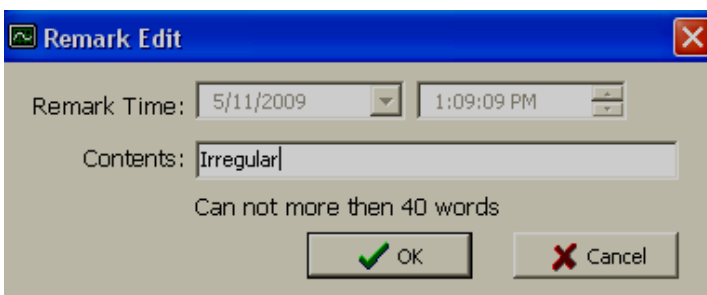 Remark Edit
Remark Time: 5/11/2009 1:09:09 PM
Contents: Irregular
Can not more then 40 words
OK Cancel